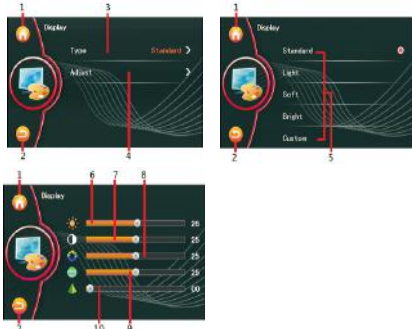 1 3
Display
Type Standard
Adjust
2 4
1
Display
Standard
Light
Soft
Bright
Custom
2 5
1 6 7 8
Display
25
25
25
25
00
2 10 9